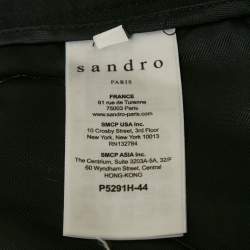 sandro
PARIS
FRANCE
91 rue de Turenne
75003 Paris
sandro-paris.com
SMCP USA Inc.
10 Crosby Street, 3rd Floor
New York, New York 10013
RN132784
SMCP ASIA Inc.
The Centrium, Suite 3203A-5A, 32/F
60 Wyndham Street, Central
HONG-KONG
P5291H-44